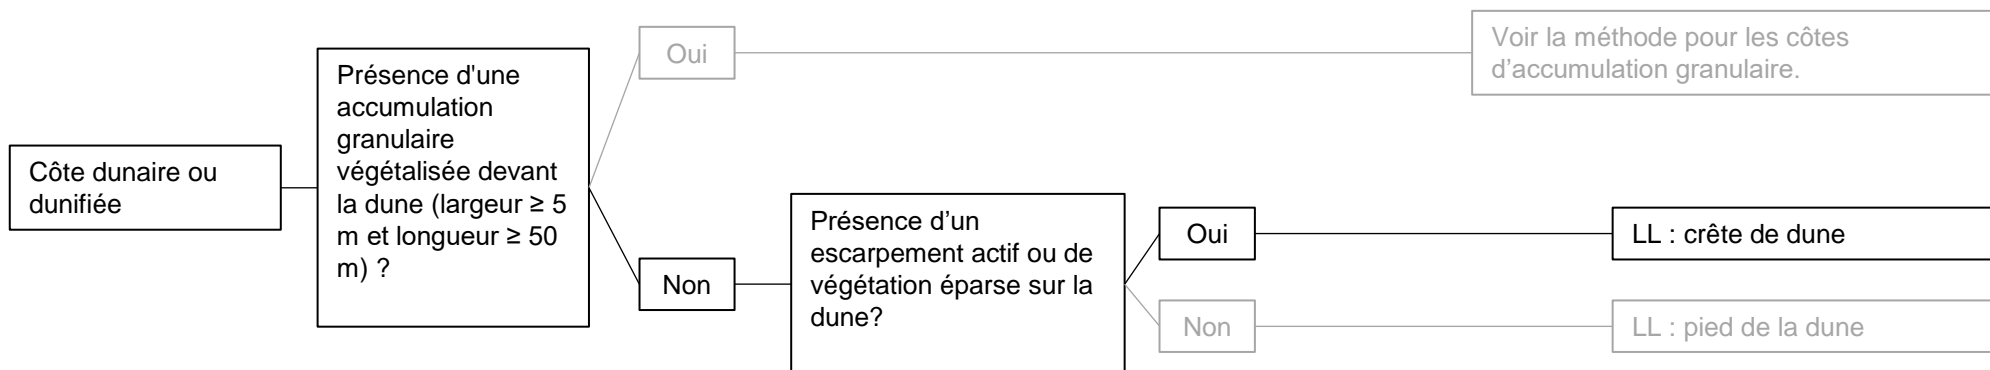 Côte dunaire ou
dunifiée
Présence d'une
accumulation
granulaire
végétalisée devant
la dune (largeur ≥ 5
m et longueur ≥ 50
m) ?
Oui
Voir la méthode pour les côtes
d’accumulation granulaire.
Non
Présence d’un
escarpement actif ou de
végétation éparse sur la
dune?
Oui
LL : crête de dune
Non
LL : pied de la dune